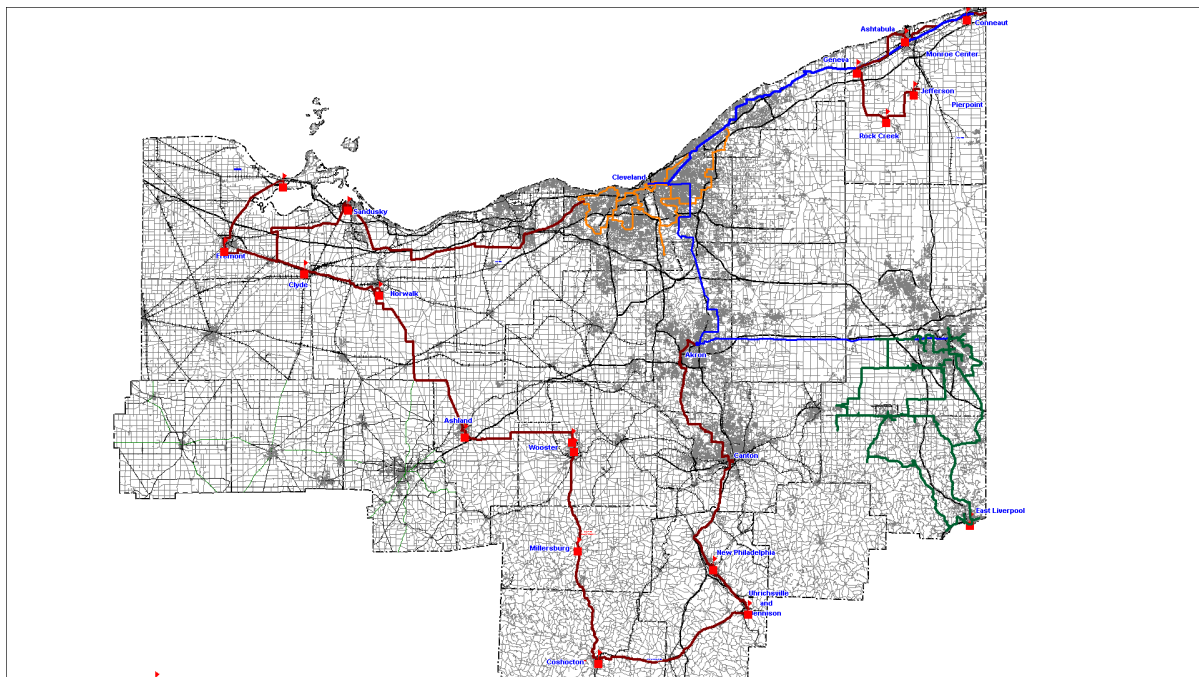 Conneaut
Ashtabula
Monroe Center
Geneva
Jefferson
Pierpoint
Rock Creek
Cleveland
Sandusky
Fremont
Clyde
Norwalk
Akron
Ashland
Wooster
Canton
East Liverpool
Millersburg
New Philadelphia
Uhrichsville
and
Dennison
Coshocton